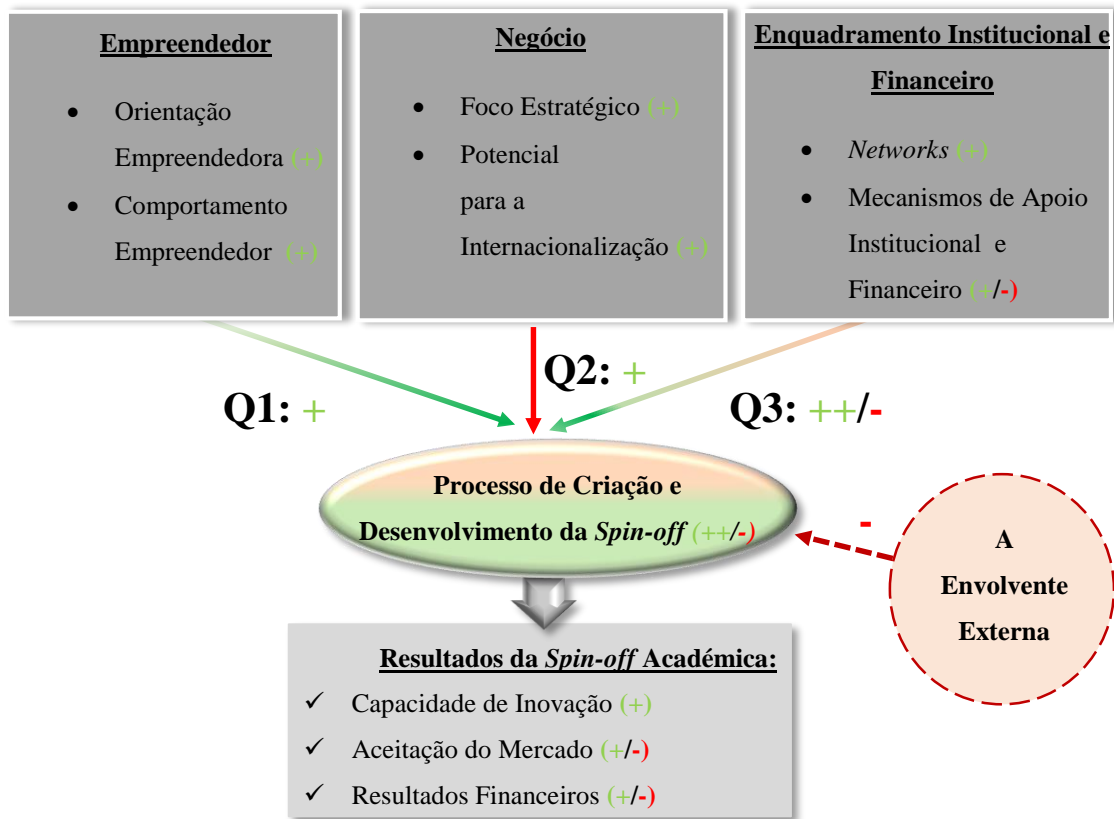 Empreendedor
• Orientação
Empreendedora (+)
• Comportamento
Empreendedor (+)
Negócio
• Foco Estratégico (+)
• Potencial
para a
Internacionalização (+)
Enquadramento Institucional e
Financeiro
• Networks (+)
• Mecanismos de Apoio
Institucional e
Financeiro (+/-)
Q1: +
Q2: +
Q3: ++/-
Processo de Criação e
Desenvolvimento da Spin-off (++/-)
-
A
Envolvente
Externa
Resultados da Spin-off Académica:
✓ Capacidade de Inovação (+)
✓ Aceitação do Mercado (+/-)
✓ Resultados Financeiros (+/-)